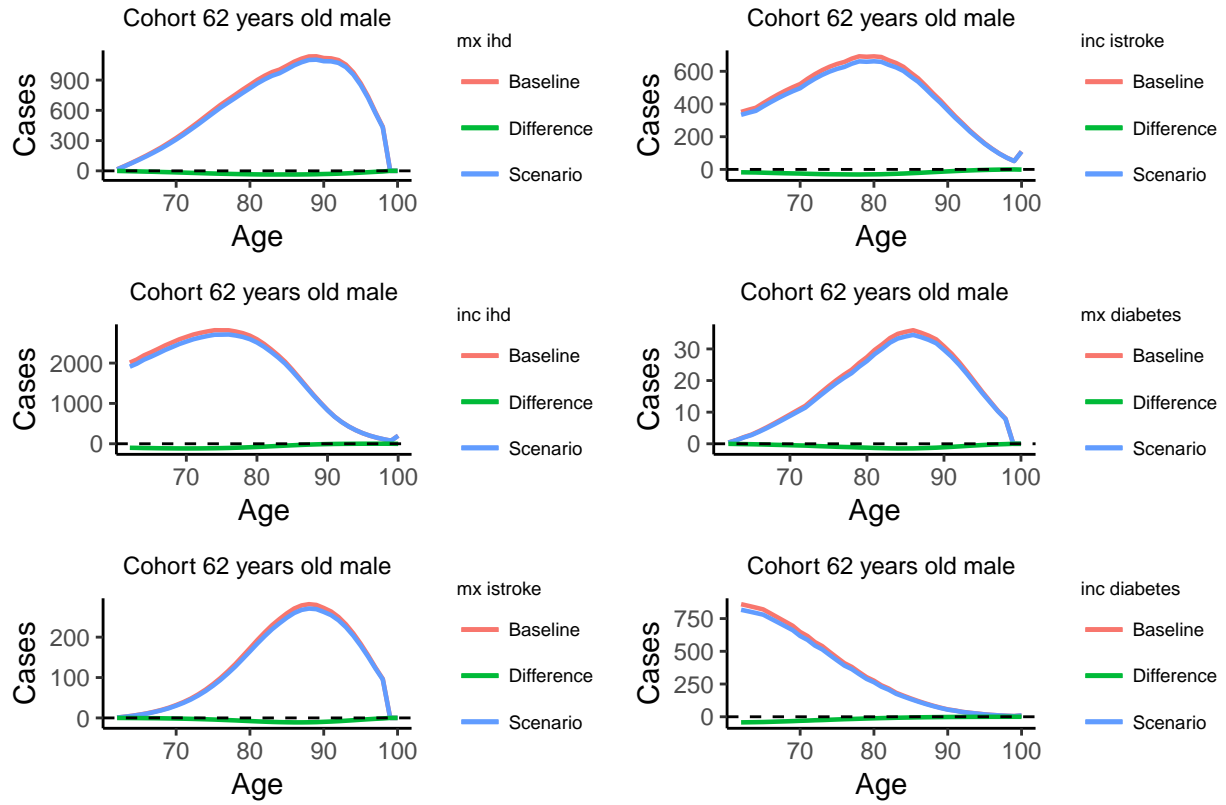 Cohort 62 years old male
mx ihd
Baseline
Difference
Scenario
Cases
900
600
300
0
70 80 90 100
Age
Cohort 62 years old male
inc istroke
Baseline
Difference
Scenario
Cases
600
400
200
0
70 80 90 100
Age
Cohort 62 years old male
inc ihd
Baseline
Difference
Scenario
Cases
2000
1000
0
70 80 90 100
Age
Cohort 62 years old male
mx diabetes
Baseline
Difference
Scenario
Cases
30
20
10
0
70 80 90 100
Age
Cohort 62 years old male
mx istroke
Baseline
Difference
Scenario
Cases
200
100
0
70 80 90 100
Age
Cohort 62 years old male
inc diabetes
Baseline
Difference
Scenario
Cases
750
500
250
0
70 80 90 100
Age